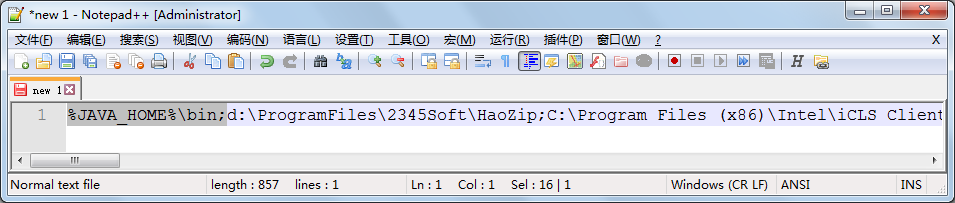 *new 1 - Notepad++ [Administrator]
文件(F) 编辑(E) 搜索(S) 视图(V) 编码(N) 语言(L) 设置(T) 工具(O) 宏(M) 运行(R) 插件(P) 窗口(W) ? X
new 1
1 %JAVA_HOME%\bin;d:\ProgramFiles\2345Soft\HaoZip;C:\Program Files (x86)\Intel\iCLS Client
Normal text file length : 857 lines : 1 Ln : 1 Col : 1 Sel : 16 | 1 Windows (CR LF) ANSI INS